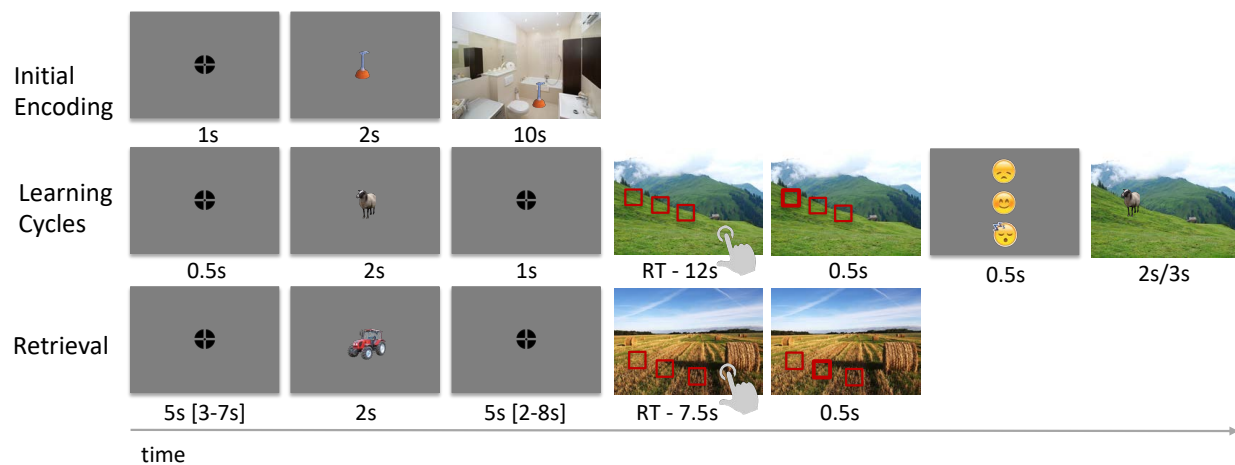 Initial
Encoding
1s
2s
10s
Learning
Cycles
0.5s
2s
1s
RT - 12s
0.5s
0.5s
2s/3s
Retrieval
5s [3-7s]
2s
5s [2-8s]
RT - 7.5s
0.5s
time